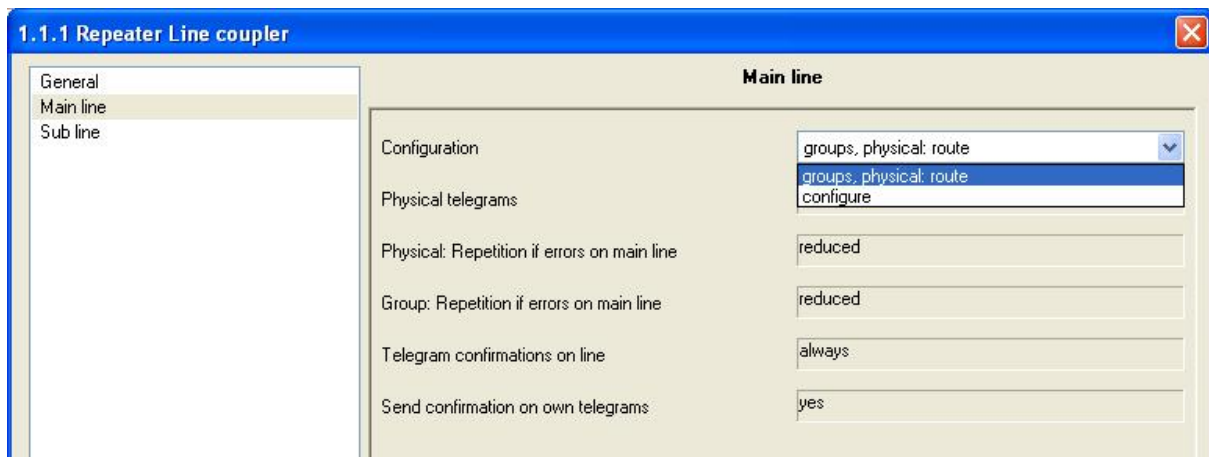 1.1.1 Repeater Line coupler
General
Main line
Sub line
Main line
Configuration
groups, physical: route
groups, physical: route
configure
Physical telegrams
Physical: Repetition if errors on main line
reduced
Group: Repetition if errors on main line
reduced
Telegram confirmations on line
always
Send confirmation on own telegrams
yes